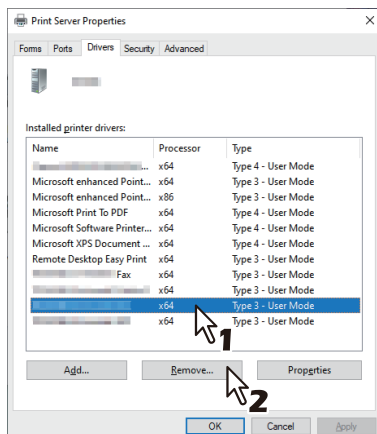 Print Server Properties
Forms Ports Drivers Security Advanced
Installed printer drivers:
Name Processor Type
... x64 Type 4 - User Mode
Microsoft enhanced Point... x64 Type 3 - User Mode
Microsoft enhanced Point... x86 Type 3 - User Mode
Microsoft Print To PDF x64 Type 4 - User Mode
Microsoft Software Printer... x64 Type 4 - User Mode
Microsoft XPS Document ... x64 Type 4 - User Mode
Remote Desktop Easy Print x64 Type 3 - User Mode
Fax x64 Type 3 - User Mode
x64 Type 3 - User Mode
x64 Type 3 - User Mode
x64 Type 3 - User Mode
1
Add... Remove... Properties
2
OK Cancel Apply